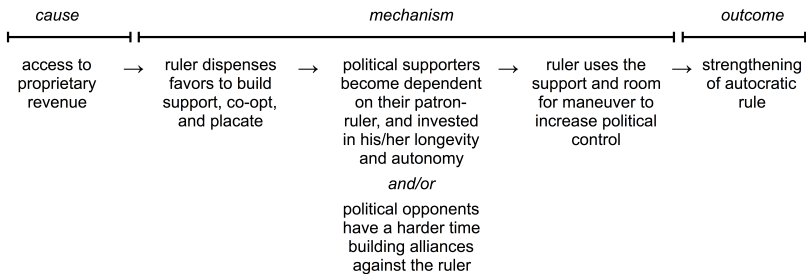 cause
mechanism
outcome
access to
proprietary
revenue
→
ruler dispenses
favors to build
support, co-opt,
and placate
→
political supporters
become dependent
on their patron-
ruler, and invested
in his/her longevity
and autonomy
and/or
political opponents
have a harder time
building alliances
against the ruler
→
ruler uses the
support and room
for maneuver to
increase political
control
→
strengthening
of autocratic
rule